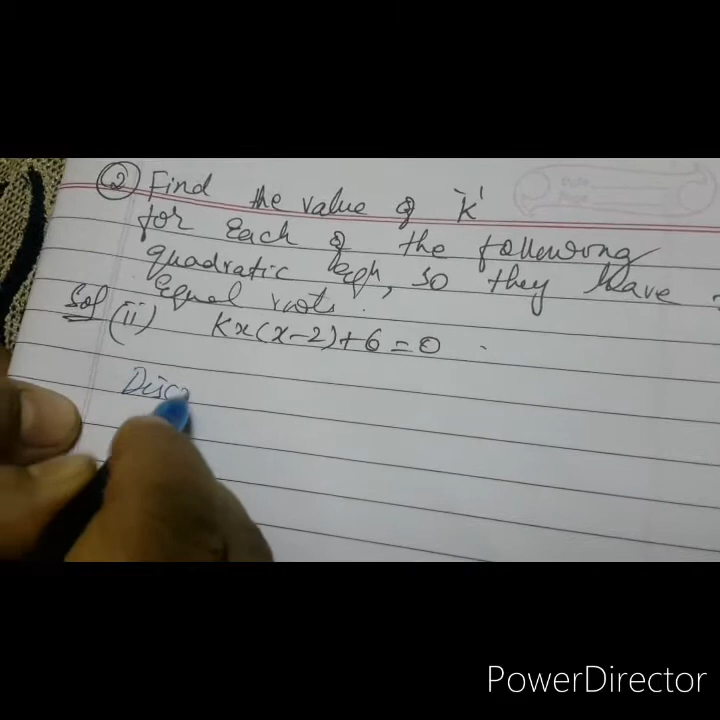 ② Find the value of 'k'
for Each of the following
quadratic eqn, so they have
Equal roots.
Sol (ii) Kx(x-2)+6=0
Disc
PowerDirector